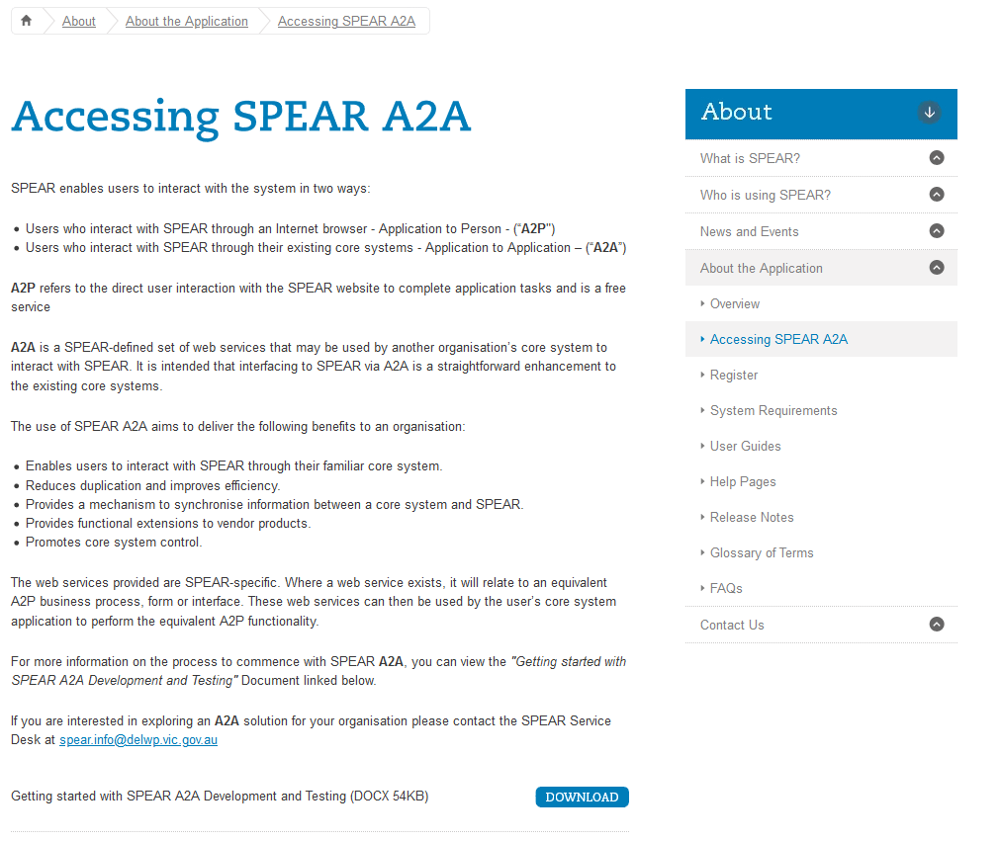 About
About the Application
Accessing SPEAR A2A
Accessing SPEAR A2A
SPEAR enables users to interact with the system in two ways:
• Users who interact with SPEAR through an Internet browser - Application to Person - (“A2P")
• Users who interact with SPEAR through their existing core systems - Application to Application – (“A2A”)
A2P refers to the direct user interaction with the SPEAR website to complete application tasks and is a free
service
A2A is a SPEAR-defined set of web services that may be used by another organisation’s core system to
interact with SPEAR. It is intended that interfacing to SPEAR via A2A is a straightforward enhancement to
the existing core systems.
The use of SPEAR A2A aims to deliver the following benefits to an organisation:
• Enables users to interact with SPEAR through their familiar core system.
• Reduces duplication and improves efficiency.
• Provides a mechanism to synchronise information between a core system and SPEAR.
• Provides functional extensions to vendor products.
• Promotes core system control.
The web services provided are SPEAR-specific. Where a web service exists, it will relate to an equivalent
A2P business process, form or interface. These web services can then be used by the user’s core system
application to perform the equivalent A2P functionality.
For more information on the process to commence with SPEAR A2A, you can view the "Getting started with
SPEAR A2A Development and Testing" Document linked below.
If you are interested in exploring an A2A solution for your organisation please contact the SPEAR Service
Desk at spear.info@delwp.vic.gov.au
Getting started with SPEAR A2A Development and Testing (DOCX 54KB)
DOWNLOAD
About
What is SPEAR?
Who is using SPEAR?
News and Events
About the Application
Overview
Accessing SPEAR A2A
Register
System Requirements
User Guides
Help Pages
Release Notes
Glossary of Terms
FAQs
Contact Us